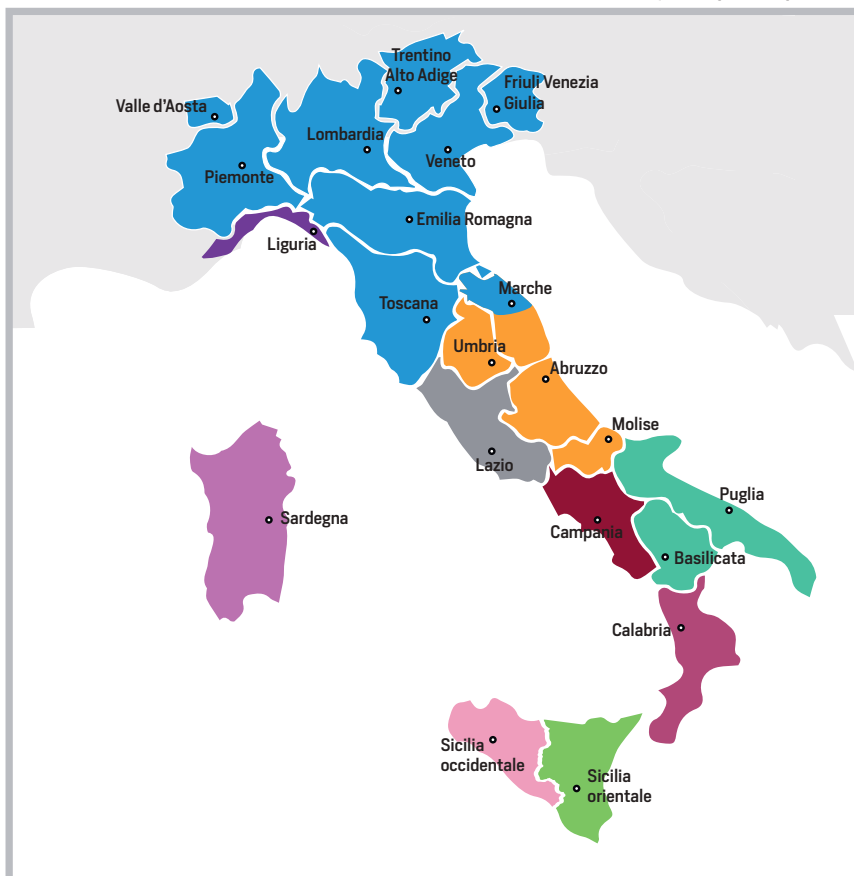 Trentino
Alto Adige
Friuli Venezia
Giulia
Valle d'Aosta
Lombardia
Veneto
Piemonte
Emilia Romagna
Liguria
Marche
Toscana
Umbria
Abruzzo
Molise
Lazio
Puglia
Sardegna
Campania
Basilicata
Calabria
Sicilia
occidentale
Sicilia
orientale